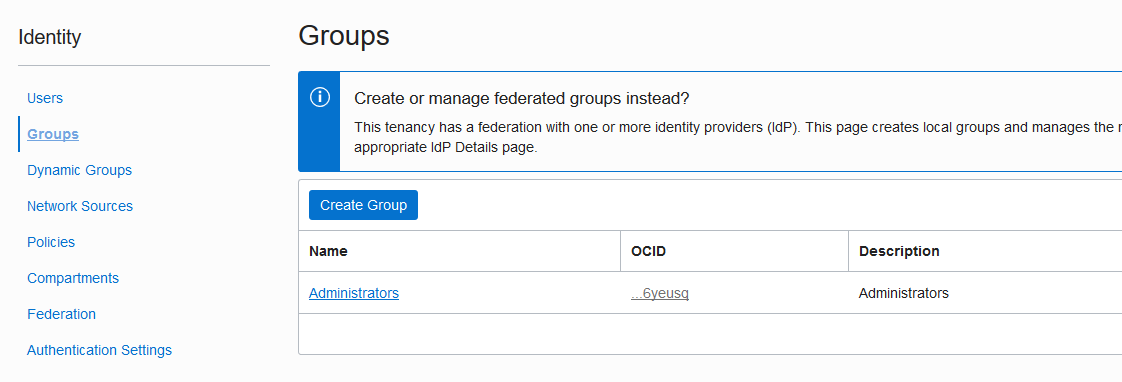 Identity
Users
Groups
Dynamic Groups
Network Sources
Policies
Compartments
Federation
Authentication Settings
Groups
Create or manage federated groups instead?
This tenancy has a federation with one or more identity providers (IdP). This page creates local groups and manages the
appropriate IdP Details page.
Create Group
Name OCID Description
Administrators ...6yeusq Administrators